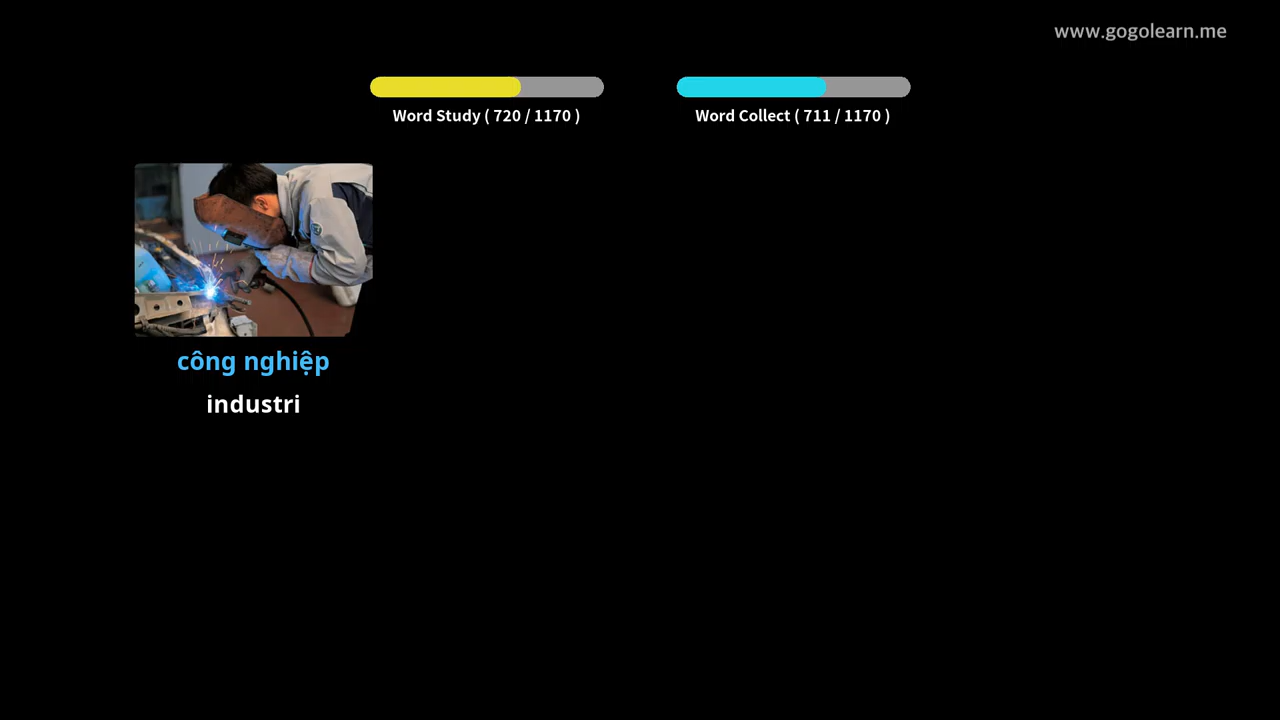 www.gogolearn.me
Word Study ( 720 / 1170 )
Word Collect ( 711 / 1170 )
công nghiệp
industri